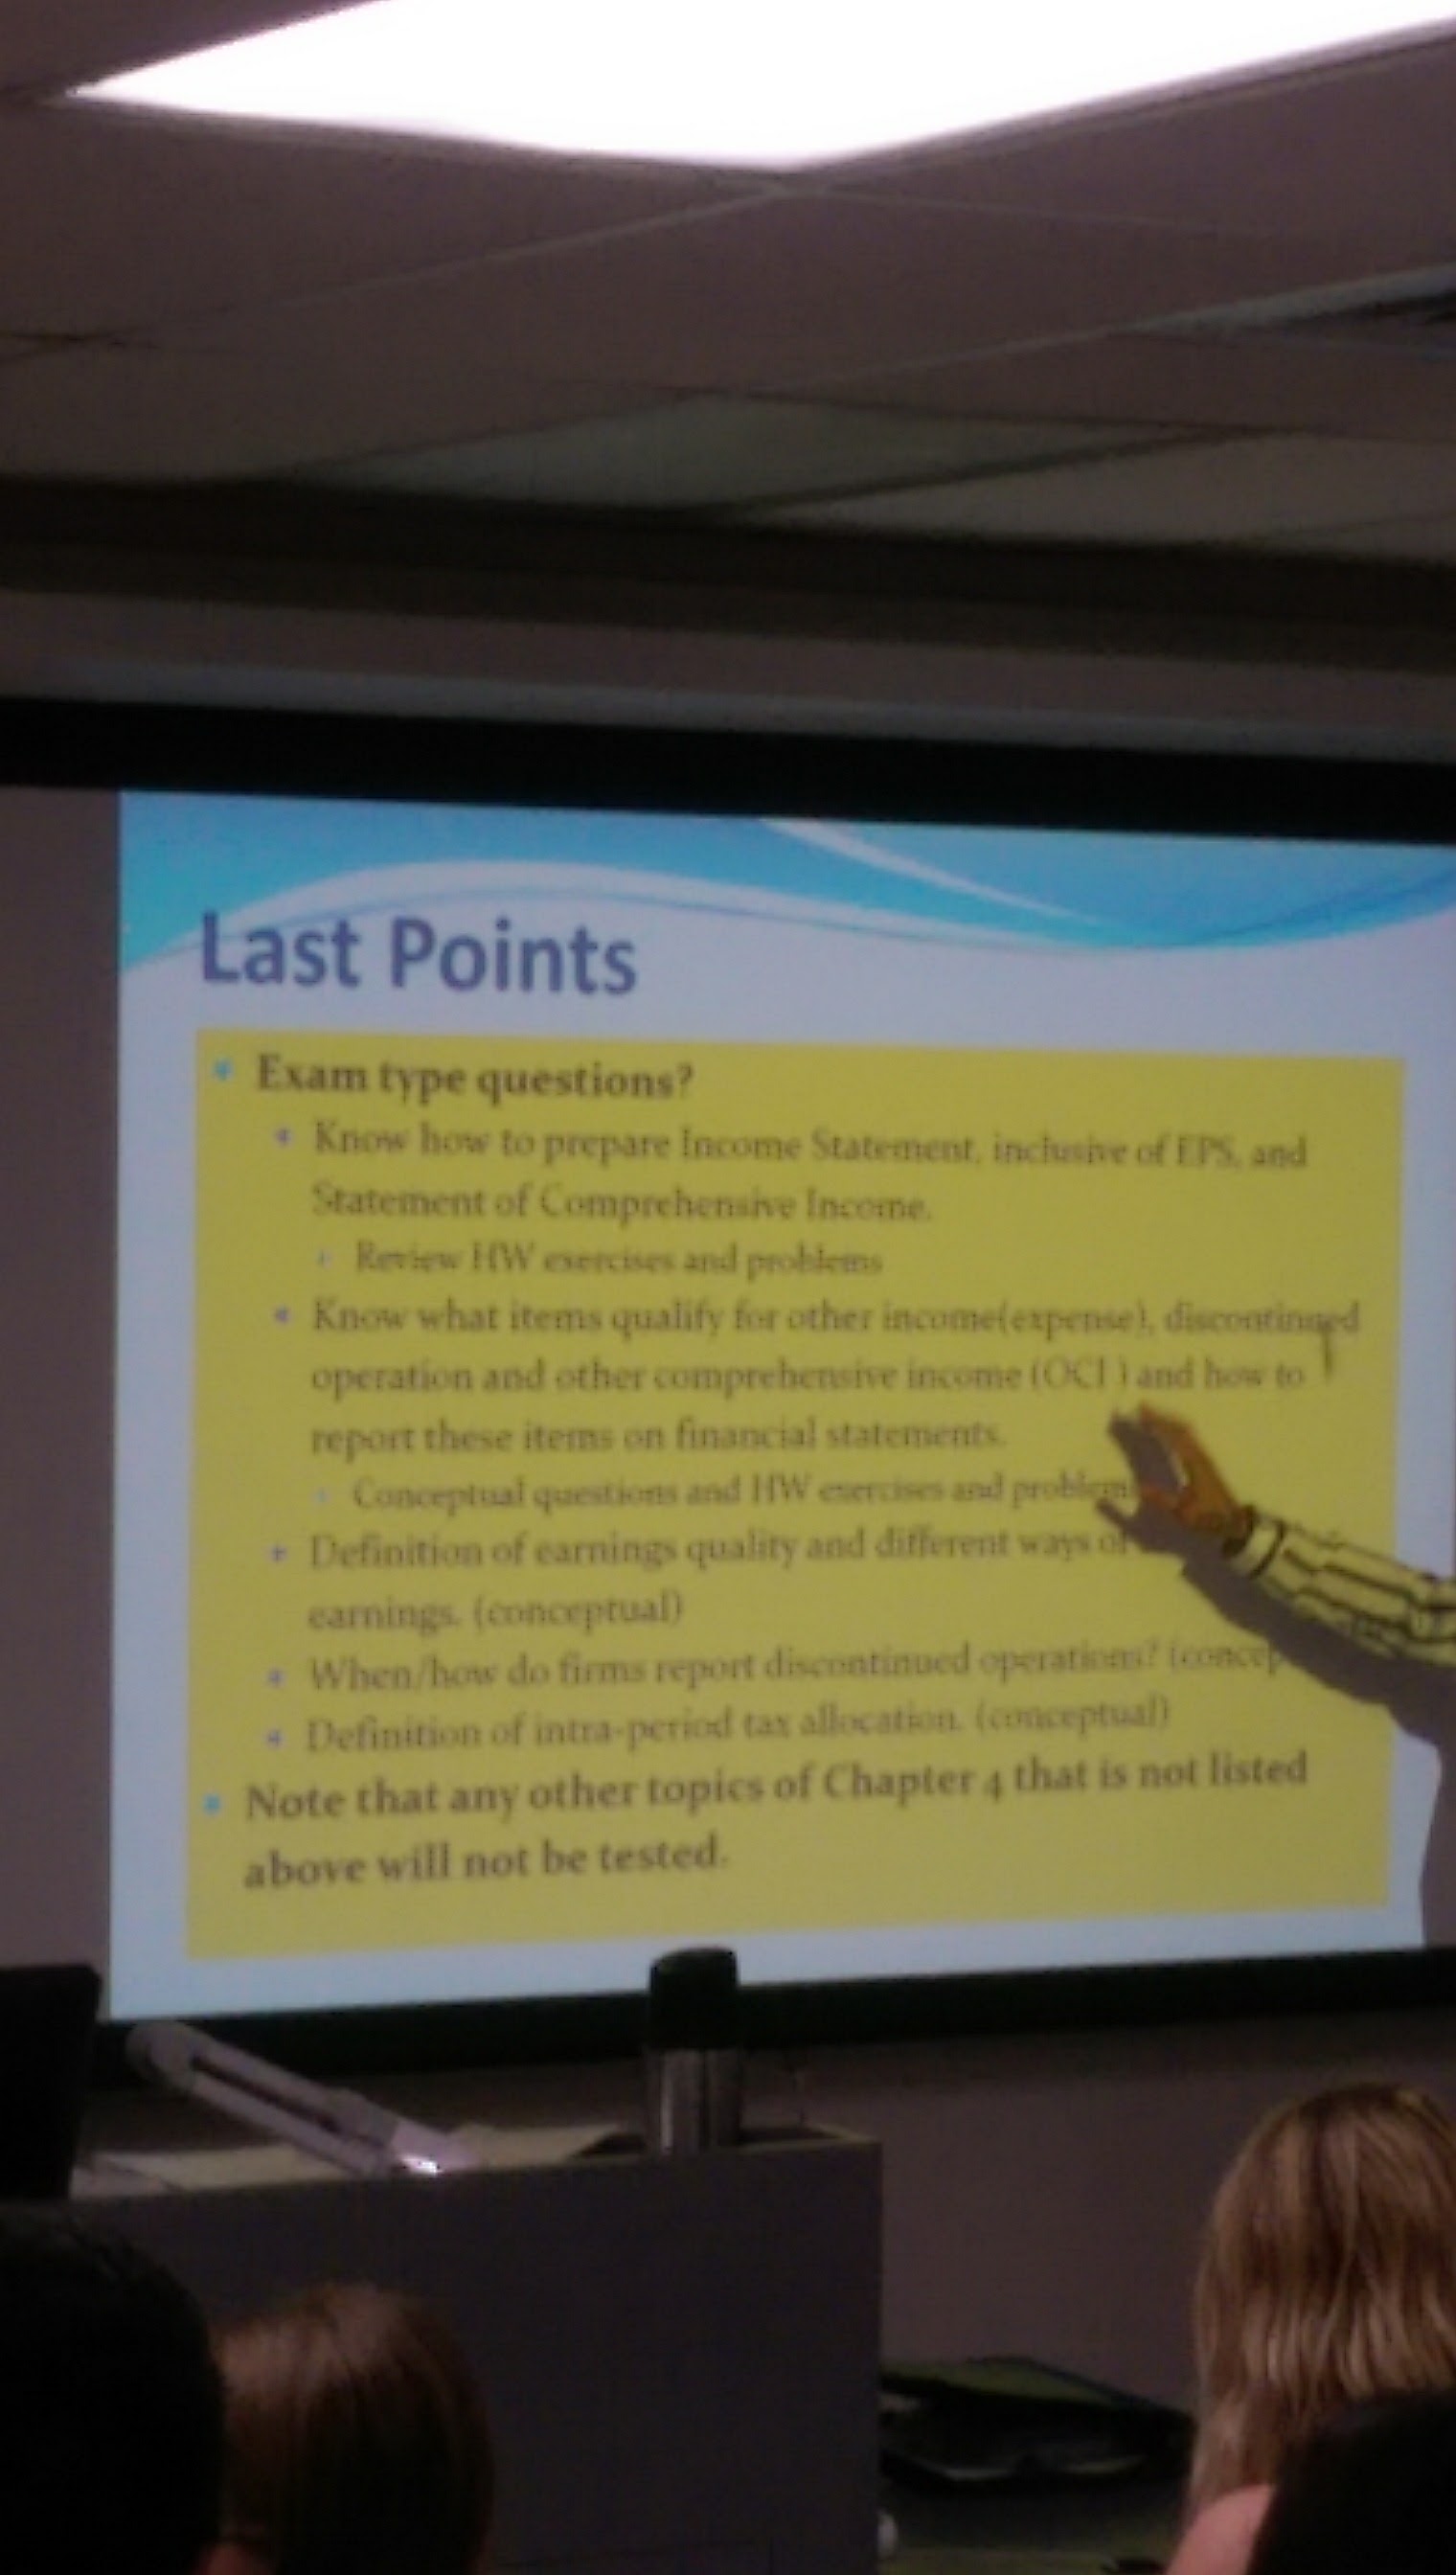 Last Points
Exam type questions?
Know how to prepare Income Statement, inclusive of EPS, and
Statement of Comprehensive Income.
Review HW exercises and problems
Know what items qualify for other income(expense), discontinued
operation and other comprehensive income (OCI ) and how to
report these items on financial statements.
Conceptual questions and HW exercises and problem
Definition of earnings quality and different ways of
earnings. (conceptual)
When/how do firms report discontinued operations? (concep
Definition of intra-period tax allocation. (conceptual)
Note that any other topics of Chapter 4 that is not listed
above will not be tested.